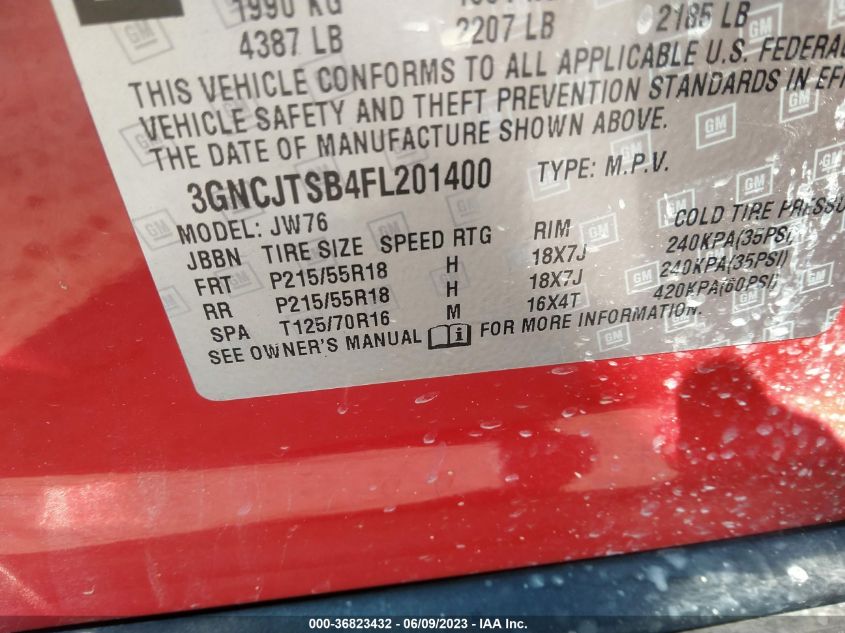 1990 KG
4387 LB 2207 LB 2185 LB
THIS VEHICLE CONFORMS TO ALL APPLICABLE U.S. FEDERAL
VEHICLE SAFETY AND THEFT PREVENTION STANDARDS IN EFF
THE DATE OF MANUFACTURE SHOWN ABOVE.
3GNCJTSB4FL201400 TYPE: M.P.V.
MODEL: JW76
JBBN TIRE SIZE SPEED RTG RIM COLD TIRE PRESSU
FRT P215/55R18 H 18X7J 240KPA(35PSI)
RR P215/55R18 H 18X7J 240KPA(35PSI)
SPA T125/70R16 M 16X4T 420KPA(60PSI)
SEE OWNER'S MANUAL FOR MORE INFORMATION.
000-36823432 - 06/09/2023 - © IAA Inc.